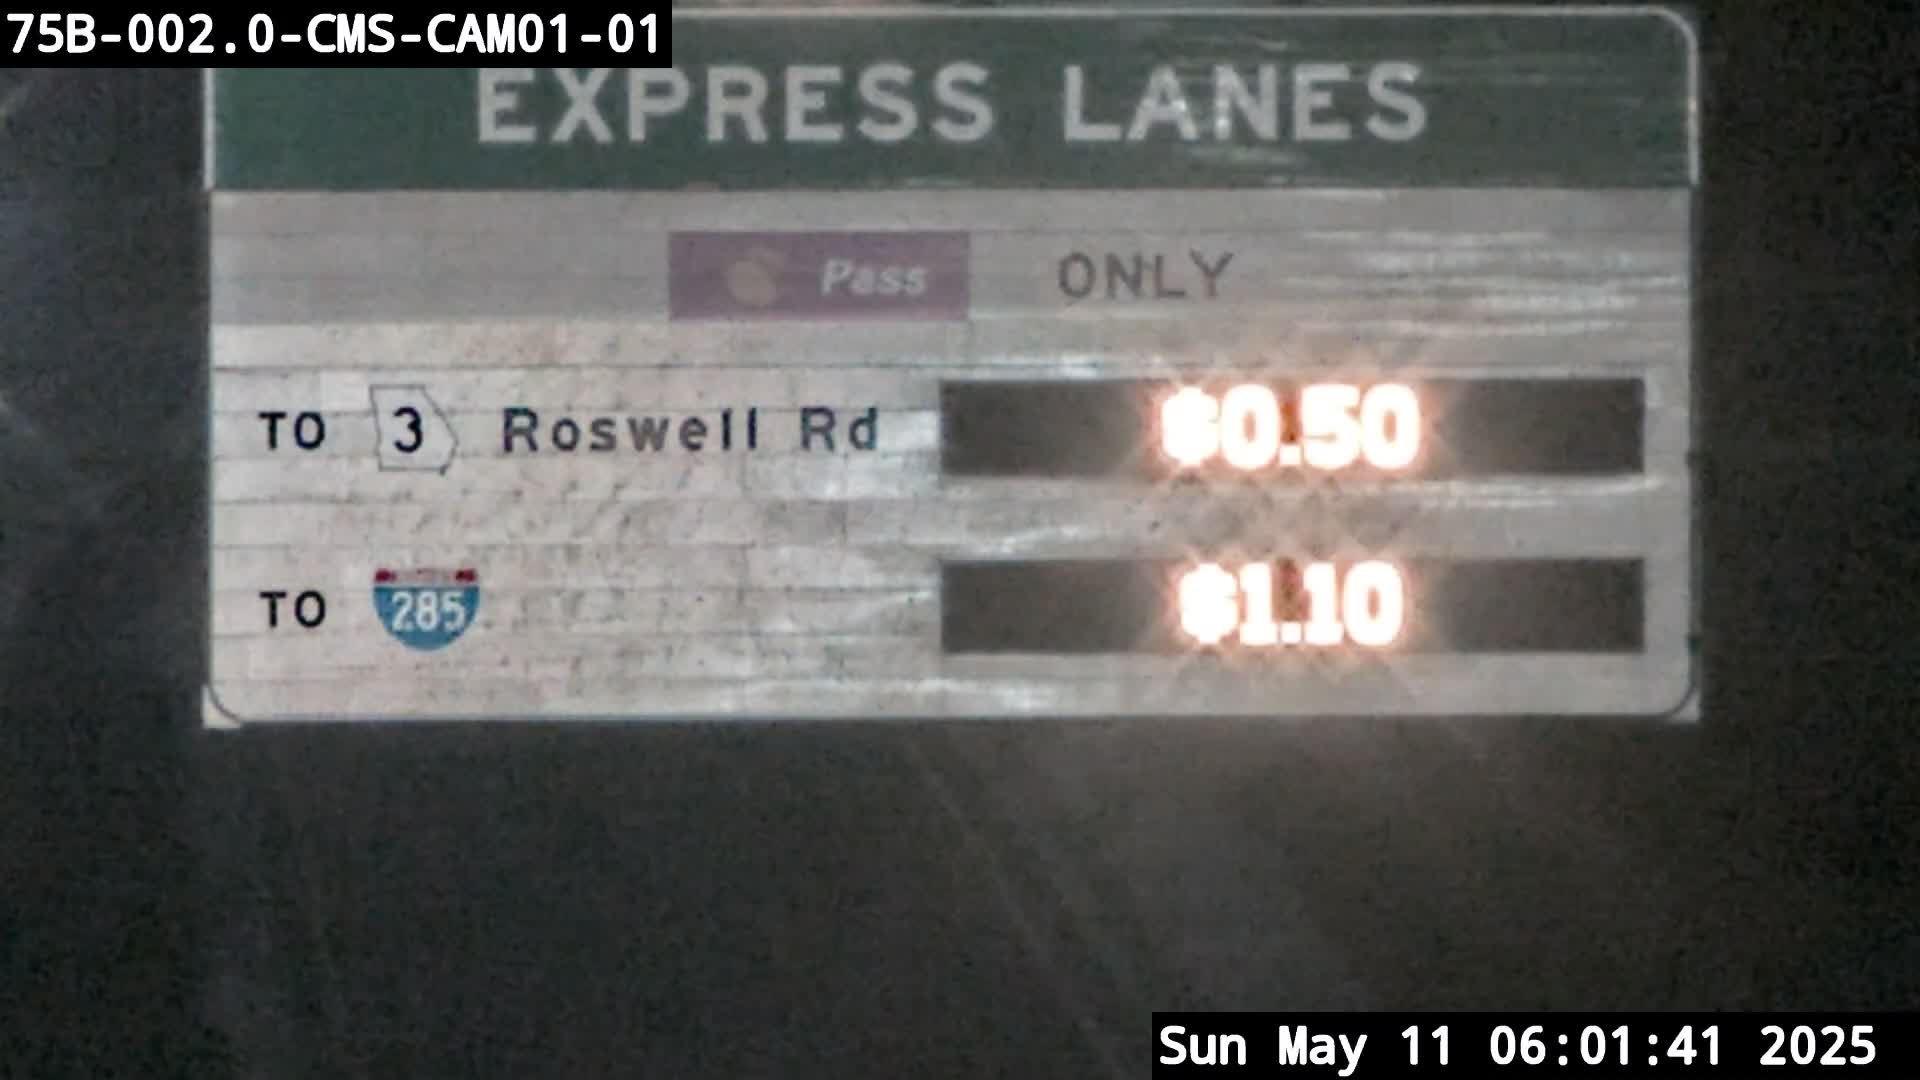 75B-002.0-CMS-CAM01-01
EXPRESS LANES
Pass ONLY
TO 3 Roswell Rd $0.50
TO 285 $1.10
Sun May 11 06:01:41 2025